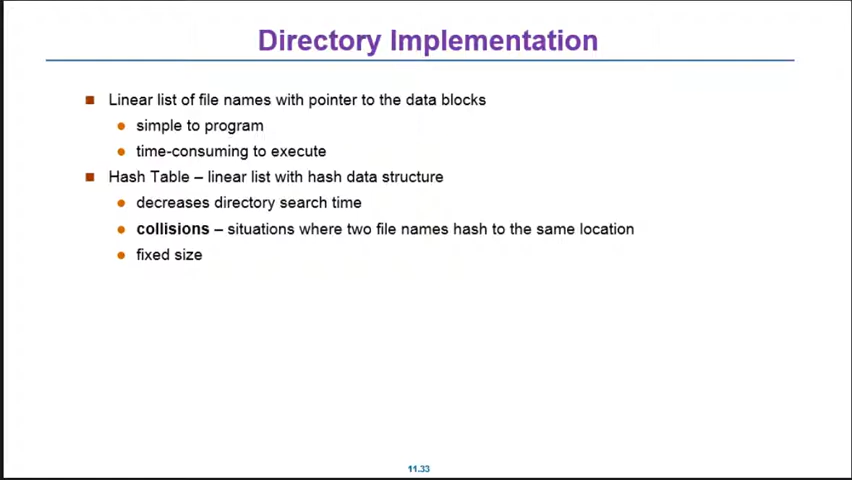 Directory Implementation
Linear list of file names with pointer to the data blocks
simple to program
time-consuming to execute
Hash Table – linear list with hash data structure
decreases directory search time
collisions – situations where two file names hash to the same location
fixed size
11.33